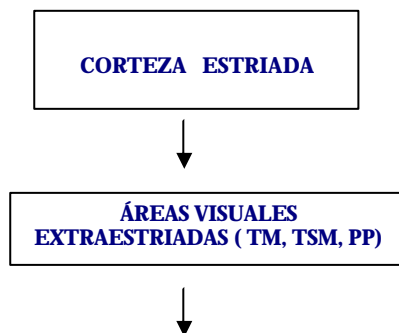 CORTEZA ESTRIADA
ÁREAS VISUALES
EXTRAESTRIADAS ( TM, TSM, PP)